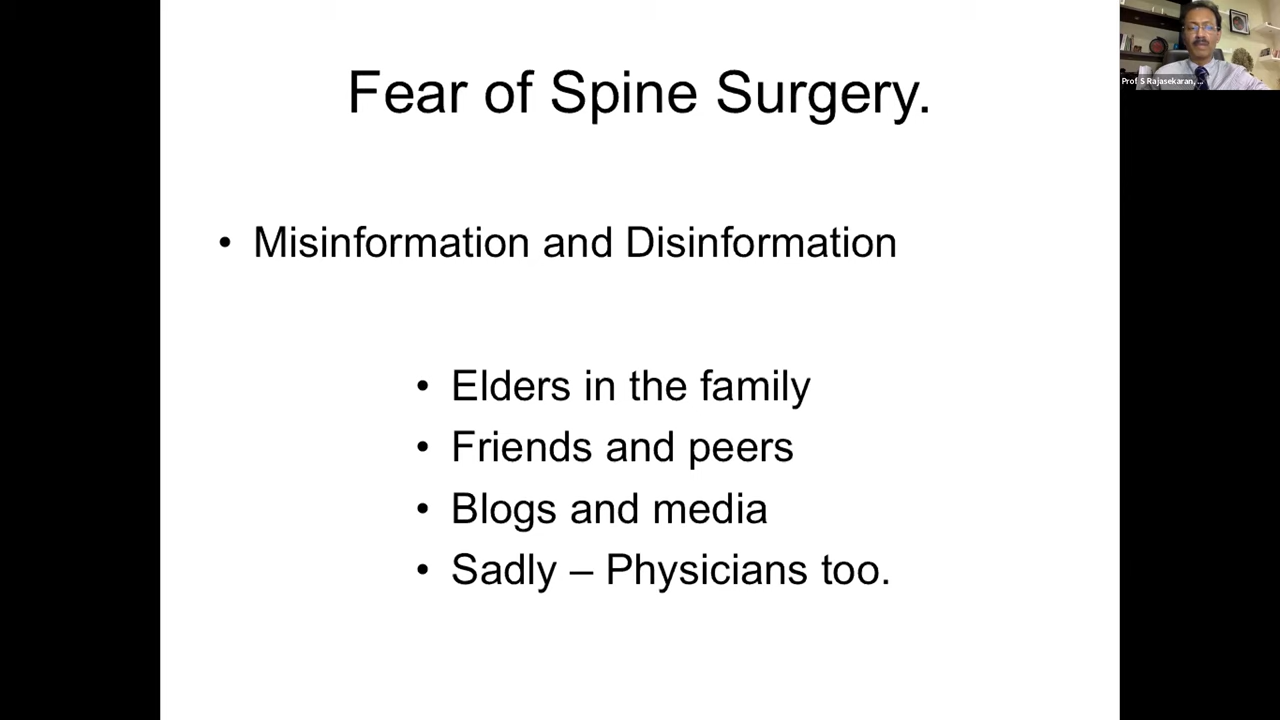 Fear of Spine Surgery.
• Misinformation and Disinformation
• Elders in the family
• Friends and peers
• Blogs and media
• Sadly – Physicians too.
Prof S Rajasekaran, ...